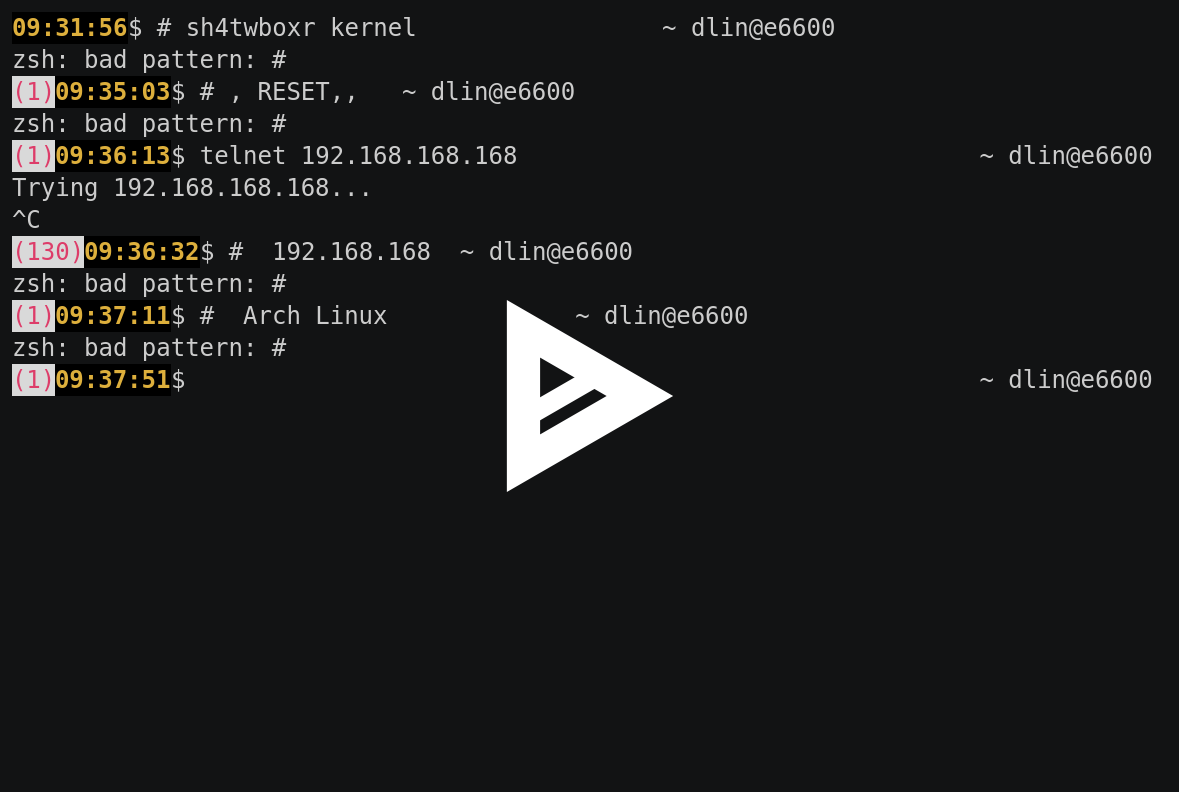 09:31:56$ # sh4twboxr kernel ~ dlin@e6600
zsh: bad pattern: #
(1)09:35:03$ # , RESET,, ~ dlin@e6600
zsh: bad pattern: #
(1)09:36:13$ telnet 192.168.168.168 ~ dlin@e6600
Trying 192.168.168.168...
^C
(130)09:36:32$ # 192.168.168 ~ dlin@e6600
zsh: bad pattern: #
(1)09:37:11$ # Arch Linux ~ dlin@e6600
zsh: bad pattern: #
(1)09:37:51$ ~ dlin@e6600